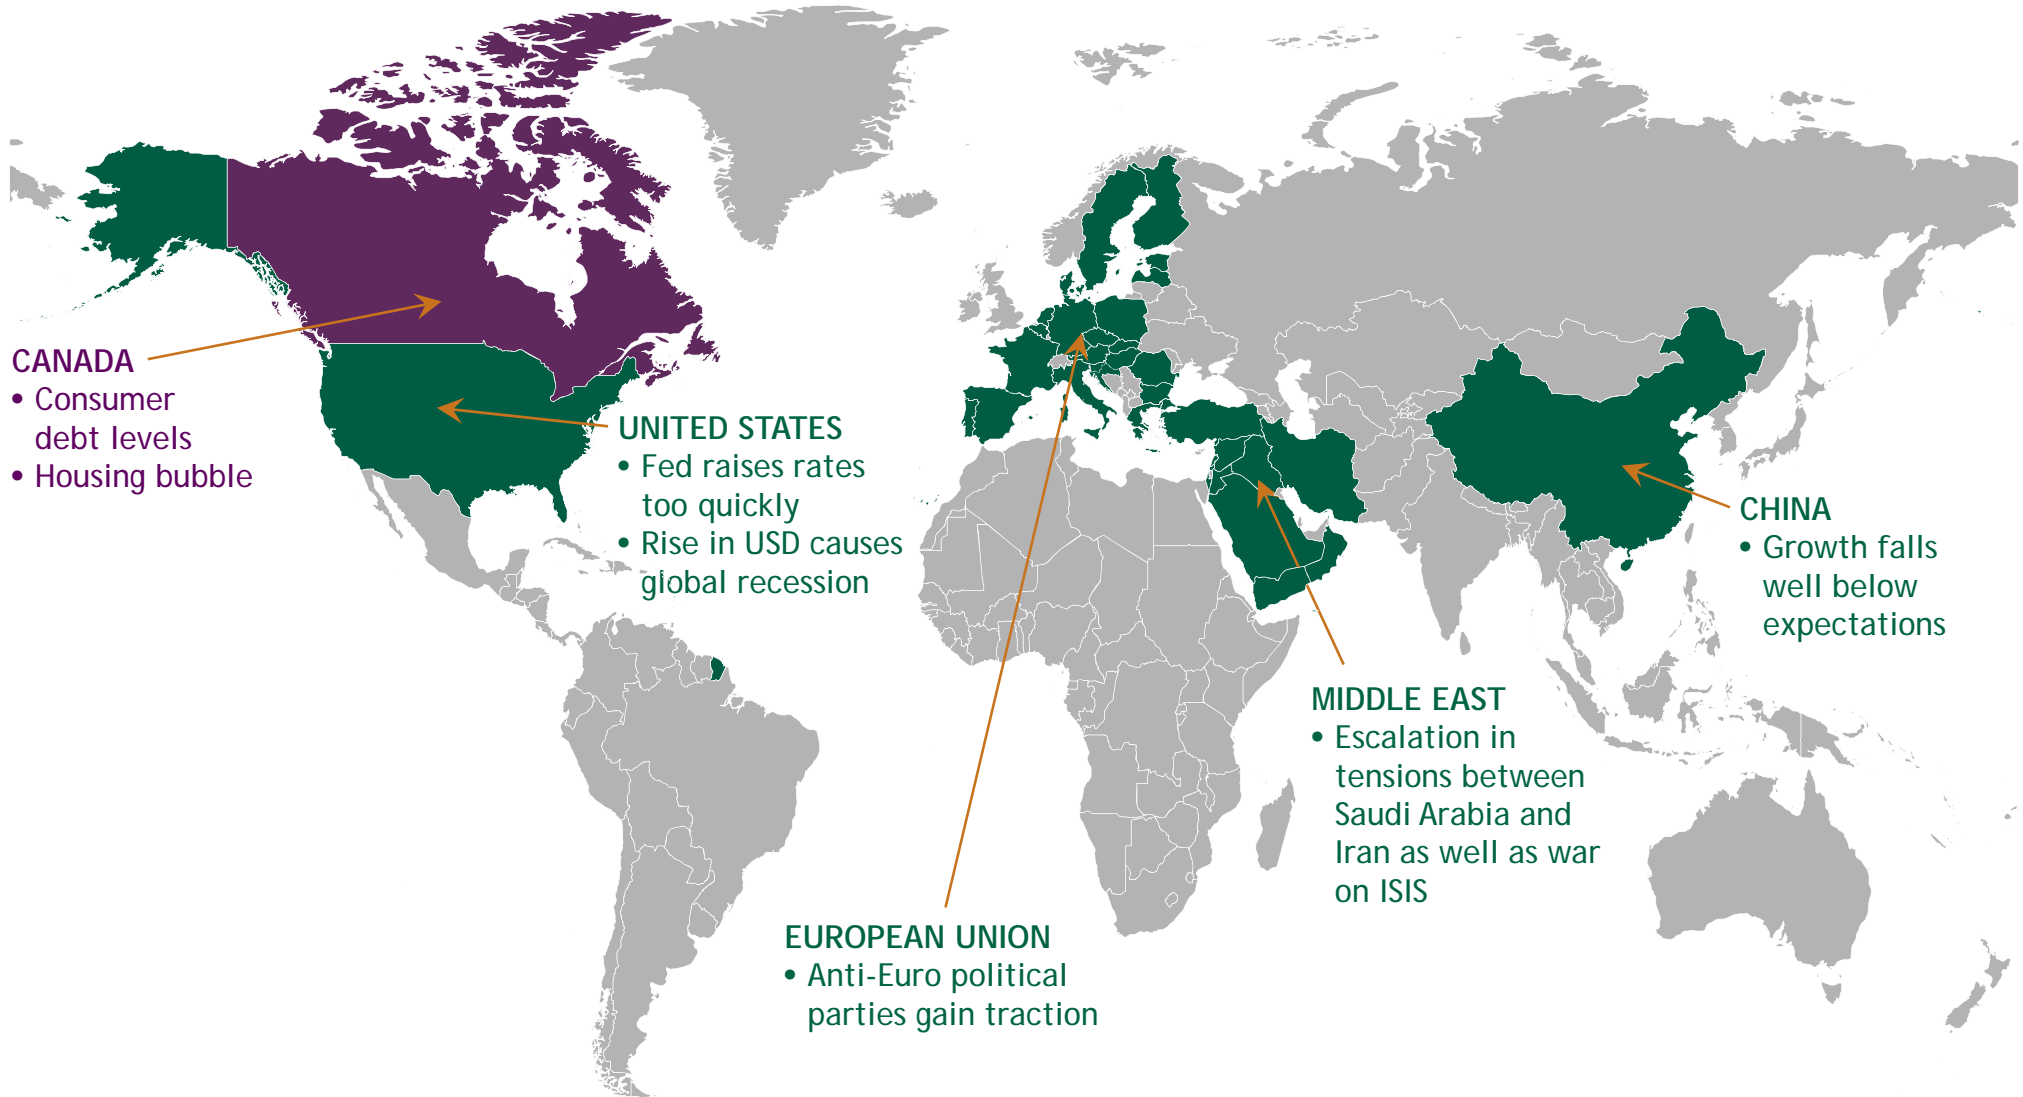 CANADA
• Consumer
debt levels
• Housing bubble
UNITED STATES
• Fed raises rates
too quickly
• Rise in USD causes
global recession
EUROPEAN UNION
• Anti-Euro political
parties gain traction
MIDDLE EAST
• Escalation in
tensions between
Saudi Arabia and
Iran as well as war
on ISIS
CHINA
• Growth falls
well below
expectations